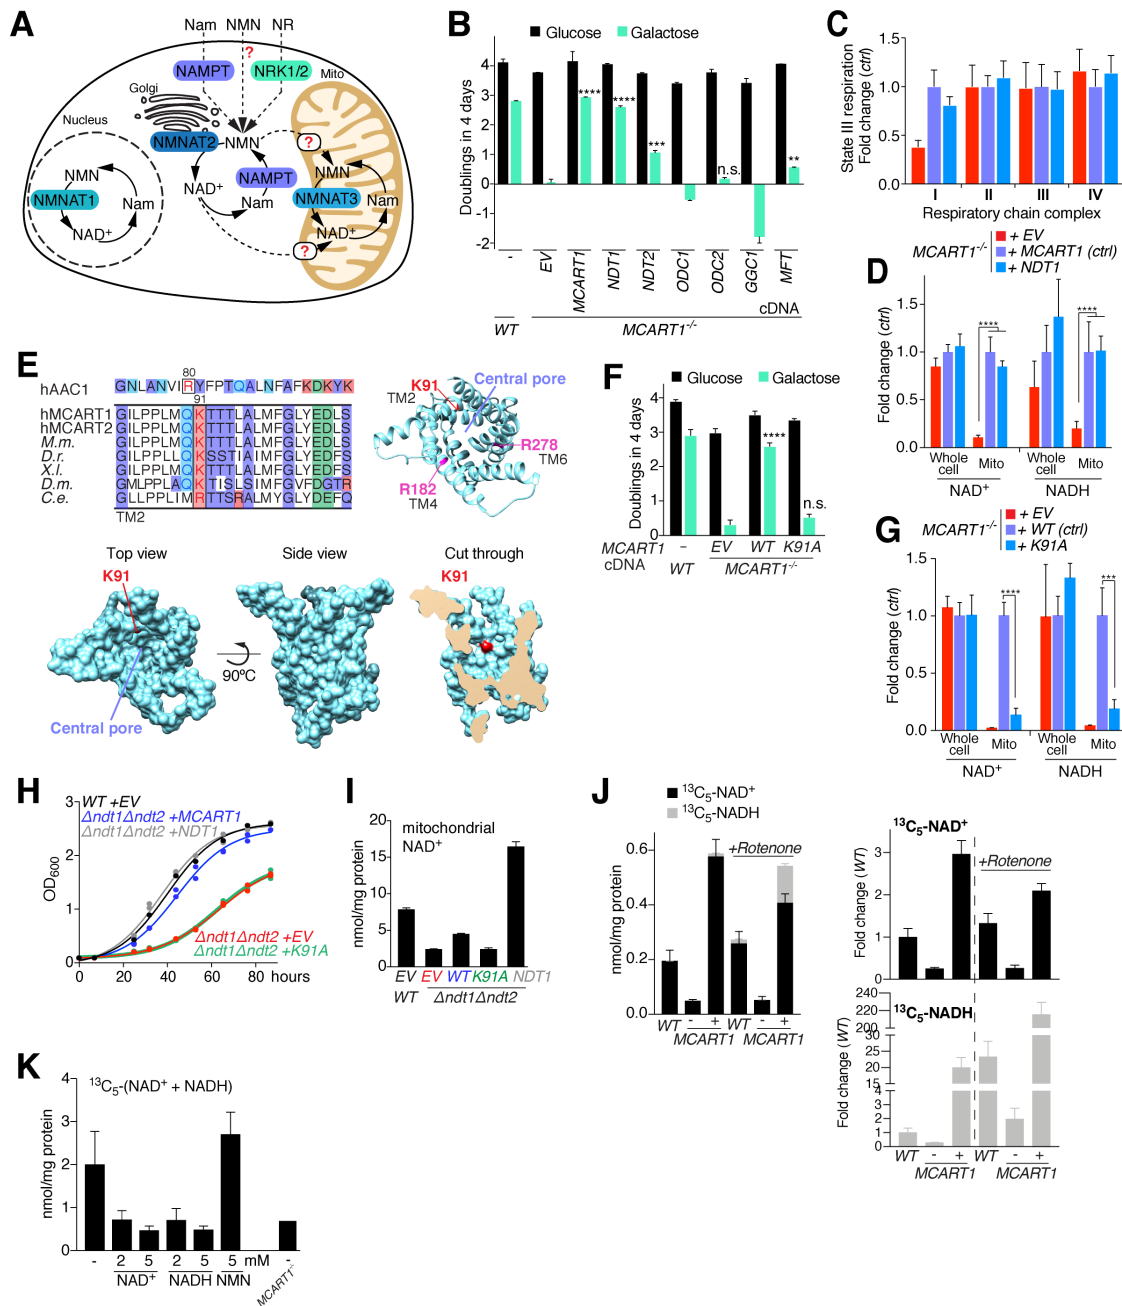 A
Nam NMN NR
?
NAMPT
NRK1/2
Mito
Golgi
Nucleus
NMNAT2
NMN
?
NMN
NMN
NAMPT
NAD+
Nam
NMNAT3
Nam
NMNAT1
Nam
NAD+
NAD+
?
B
Glucose
Galactose
Doublings in 4 days
4
3
2
1
0
-1
-2
****
****
***
n.s.
**
-
EV
MCART1
NDT1
NDT2
ODC1
ODC2
GGC1
MFT
cDNA
WT
MCART1-/-
C
State III respiration
Fold change (ctrl)
1.5
1.0
0.5
0.0
I II III IV
Respiratory chain complex
MCART1-/-
+ EV
+ MCART1 (ctrl)
+ NDT1
D
Fold change (ctrl)
1.5
1.0
0.5
0.0
****
****
Whole cell
Mito
Whole cell
Mito
NAD+
NADH
E
80
hAAC1 GNLANVIRYFPTQALNFAFKDKYK
91
hMCART1 GILPPLMQKTTTLALMFGLYEDLS
hMCART2 GILPPLMQKTTTLALMFGLYEDLS
M.m. GILPPLMQKTTTLALMFGLYEDLS
D.r. GILPPLLQKSSTIALMFGLYEDFS
X.l. GILPPLMQKTTTLALMFGLYEDFS
D.m. GMLPPLAQKTISLSIMFGVFDGTR
C.e. GLLPPLIMRTTSRALMYGLYDEFQ
TM2
TM2
K91
Central pore
R278
TM6
R182
TM4
Top view
Side view
Cut through
K91
K91
90ºC
Central pore
F
Glucose
Galactose
Doublings in 4 days
4
3
2
1
0
****
n.s.
MCART1
cDNA
-
EV
WT
K91A
WT
MCART1-/-
G
MCART1-/-
+ EV
+ WT (ctrl)
+ K91A
Fold change (ctrl)
1.5
1.0
0.5
0.0
****
***
Whole cell
Mito
Whole cell
Mito
NAD+
NADH
H
WT +EV
Δndt1Δndt2 +MCART1
Δndt1Δndt2 +NDT1
OD600
3
2
1
0
Δndt1Δndt2 +EV
Δndt1Δndt2 +K91A
0 20 40 60 80 hours
I
mitochondrial
NAD+
nmol/mg protein
20
15
10
5
0
EV EV WT K91A NDT1
WT
Δndt1Δndt2
J
13C5-NAD+
13C5-NADH
+Rotenone
nmol/mg protein
0.6
0.4
0.2
0.0
WT - + WT - +
MCART1 MCART1
13C5-NAD+
+Rotenone
Fold change (WT)
3
2
1
0
13C5-NADH
Fold change (WT)
240
220
200
30
25
20
15
4
3
2
1
0
WT - + WT - +
MCART1 MCART1
K
13C5-(NAD+ + NADH)
nmol/mg protein
4
3
2
1
0
- 2 5 2 5 5 mM -
NAD+ NADH NMN
MCART1-/-